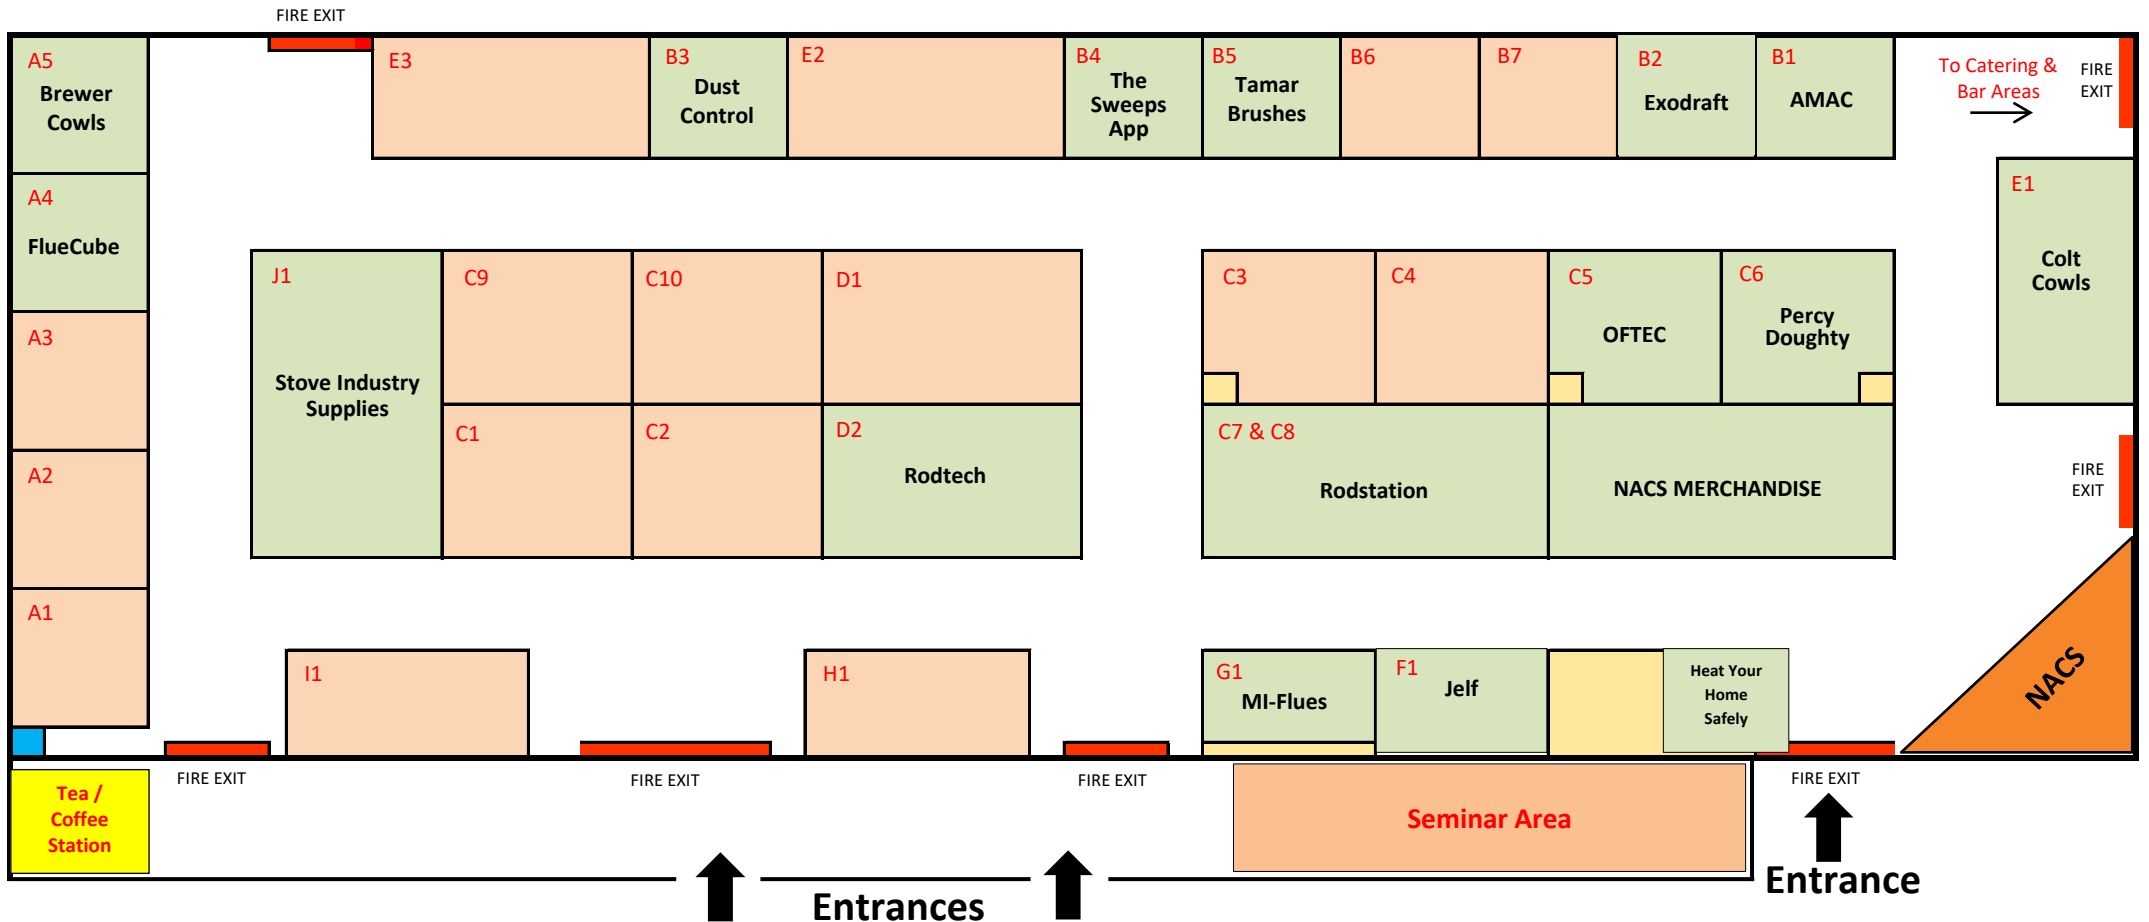 FIRE EXIT
A5
Brewer
Cowls
E3
B3
Dust
Control
E2
B4
The
Sweeps
App
B5
Tamar
Brushes
B6
B7
B2
Exodraft
B1
AMAC
To Catering &
Bar Areas
FIRE
EXIT
A4
FlueCube
E1
Colt
Cowls
J1
Stove Industry
Supplies
C9
C10
D1
C3
C4
C5
OFTEC
C6
Percy
Doughty
A3
C1
C2
D2
Rodtech
C7 & C8
Rodstation
NACS MERCHANDISE
FIRE
EXIT
A2
A1
I1
H1
G1
MI-Flues
F1
Jelf
Heat Your
Home
Safely
NACS
FIRE EXIT
FIRE EXIT
FIRE EXIT
FIRE EXIT
Tea /
Coffee
Station
Seminar Area
Entrances
Entrance